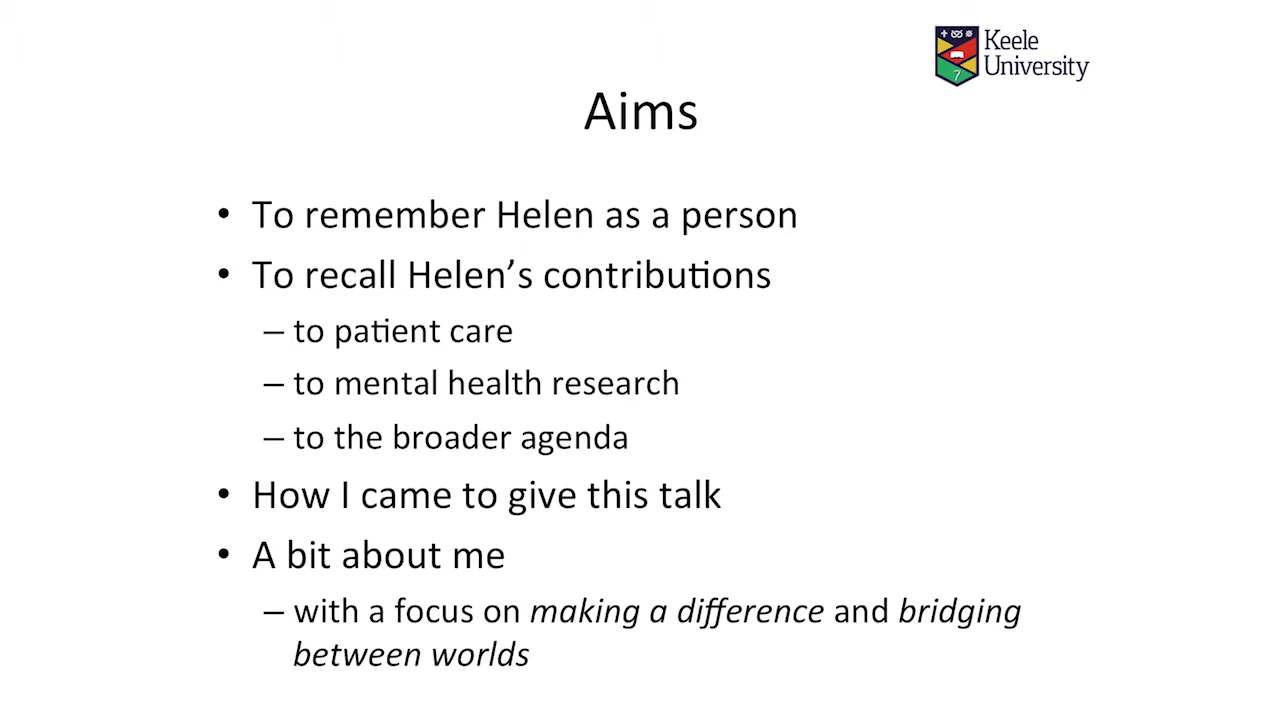 Keele
University
Aims
• To remember Helen as a person
• To recall Helen’s contributions
– to patient care
– to mental health research
– to the broader agenda
• How I came to give this talk
• A bit about me
– with a focus on making a difference and bridging
between worlds